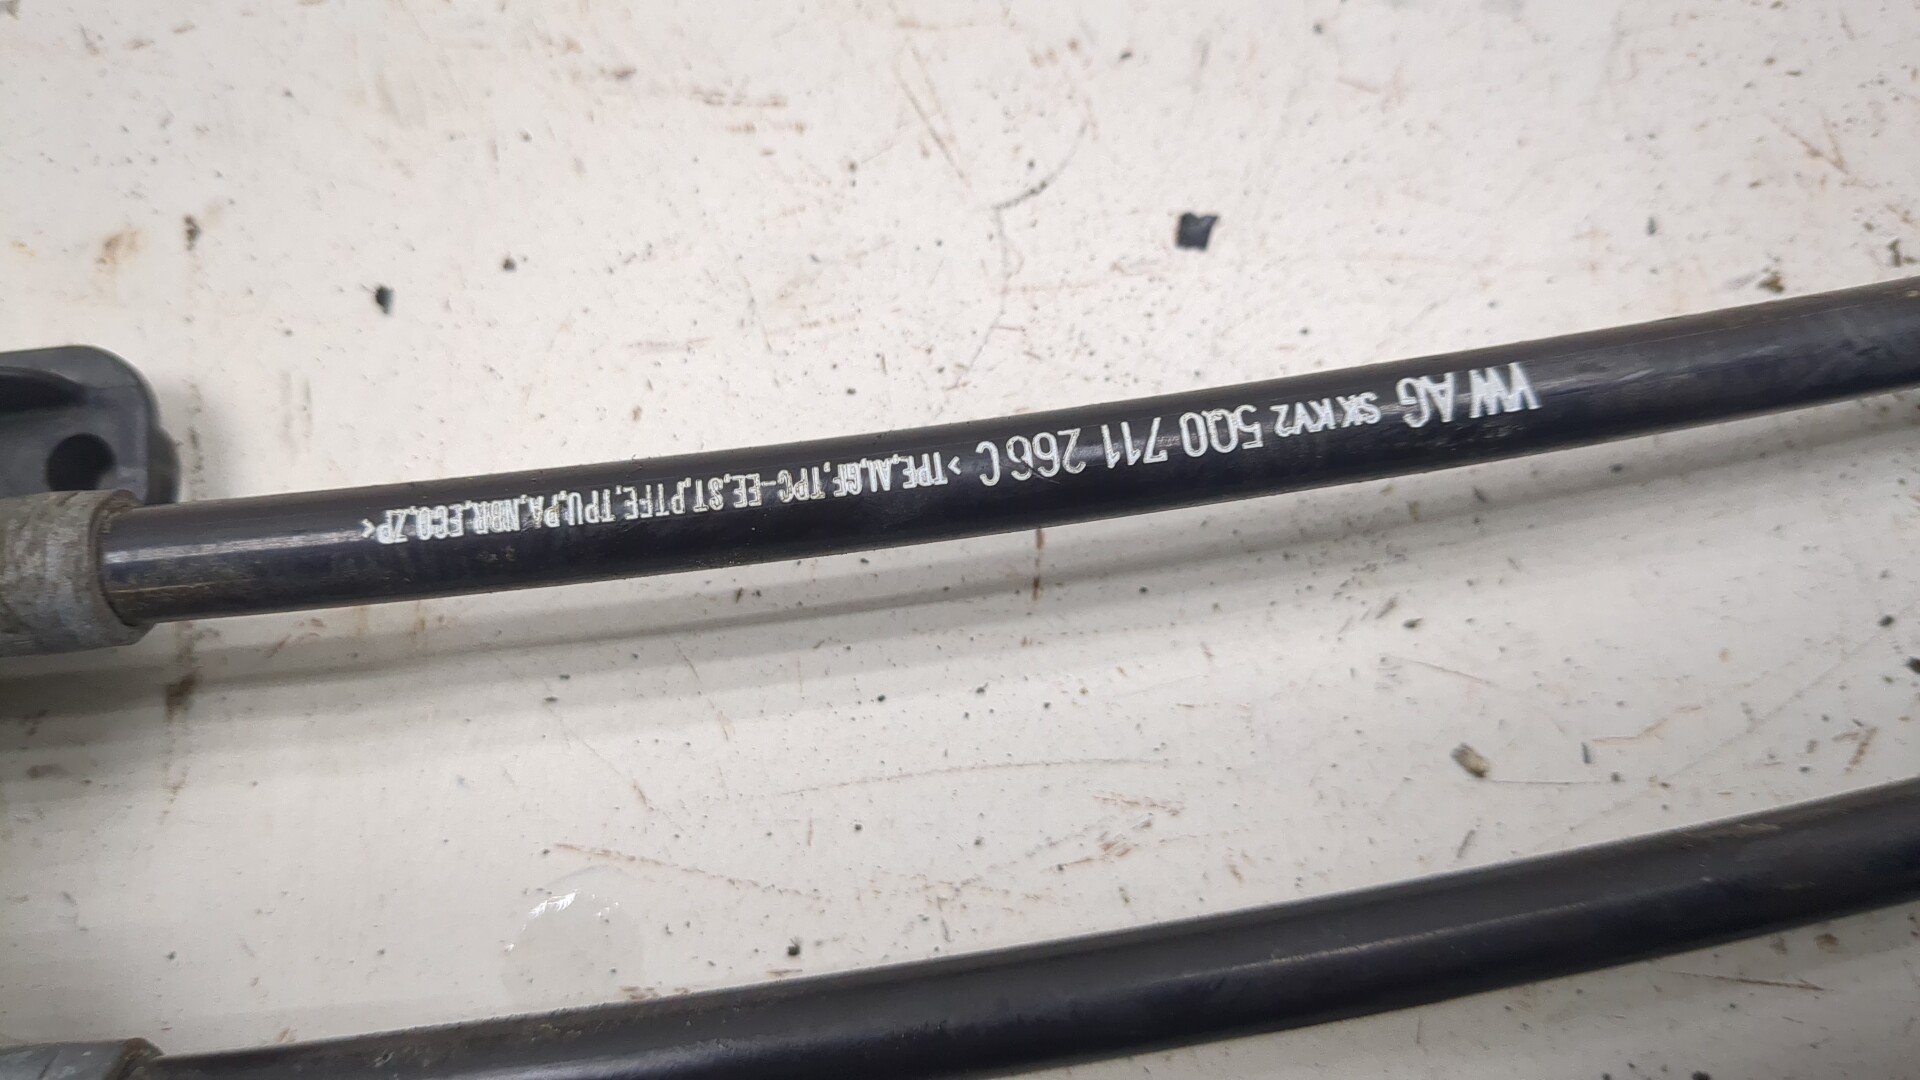 VW AG SK KV2 5Q0 711 266 C >TPE,AL,GF,TPC-EE,ST,PTFE,TPU,PA,NBR,ECO,ZP<